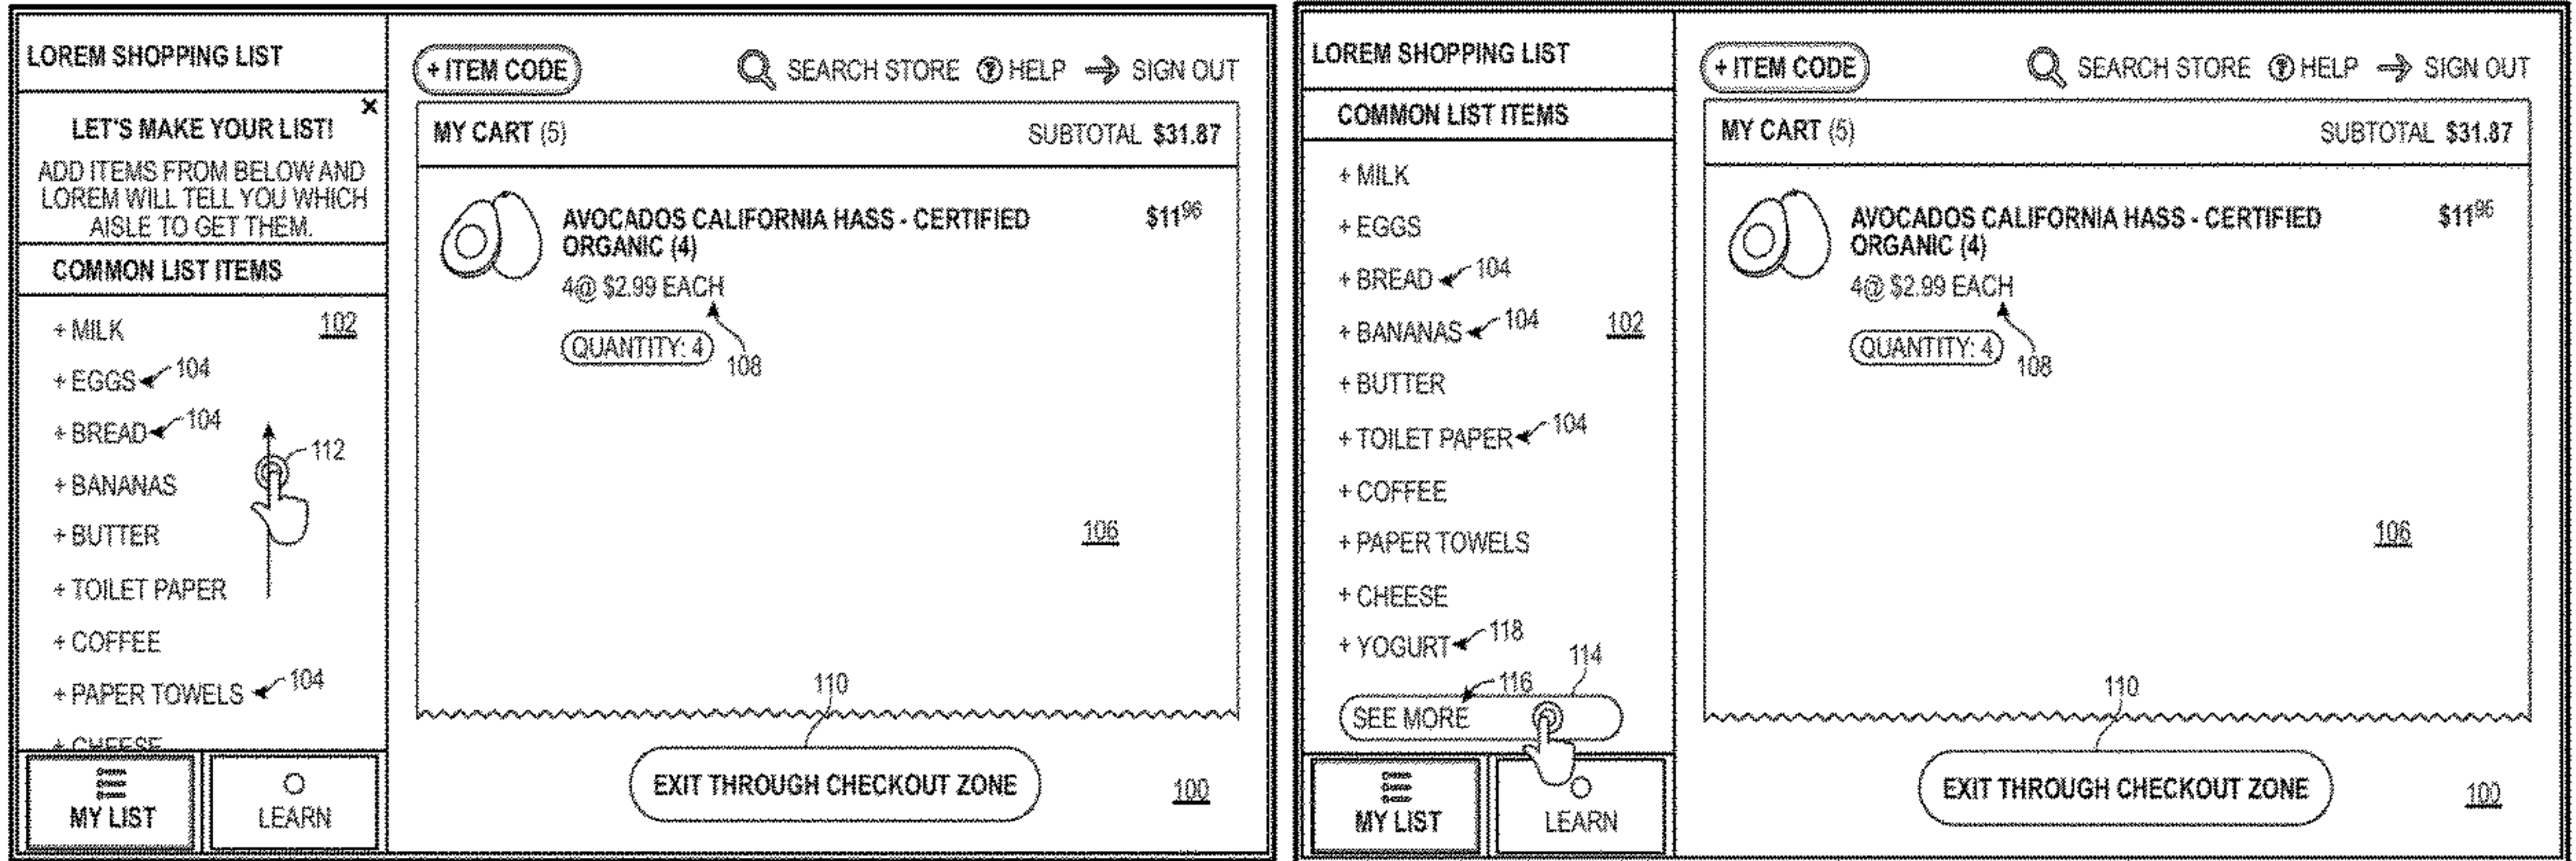 LOREM SHOPPING LIST
×
LET'S MAKE YOUR LIST!
ADD ITEMS FROM BELOW AND
LOREM WILL TELL YOU WHICH
AISLE TO GET THEM.
COMMON LIST ITEMS
+ MILK
102
+ EGGS
104
+ BREAD
104
112
+ BANANAS
+ BUTTER
+ TOILET PAPER
+ COFFEE
+ PAPER TOWELS
104
+ CHEESE
MY LIST
LEARN
+ ITEM CODE
SEARCH STORE
? HELP
SIGN OUT
MY CART (5)
SUBTOTAL $31.87
AVOCADOS CALIFORNIA HASS - CERTIFIED
ORGANIC (4)
$11 96
4@ $2.99 EACH
QUANTITY: 4
108
106
110
EXIT THROUGH CHECKOUT ZONE
100
LOREM SHOPPING LIST
COMMON LIST ITEMS
+ MILK
+ EGGS
+ BREAD
104
+ BANANAS
104
102
+ BUTTER
+ TOILET PAPER
104
+ COFFEE
+ PAPER TOWELS
+ CHEESE
+ YOGURT
118
114
116
SEE MORE
MY LIST
LEARN
+ ITEM CODE
SEARCH STORE
? HELP
SIGN OUT
MY CART (5)
SUBTOTAL $31.87
AVOCADOS CALIFORNIA HASS - CERTIFIED
ORGANIC (4)
$11 96
4@ $2.99 EACH
QUANTITY: 4
108
106
110
EXIT THROUGH CHECKOUT ZONE
100